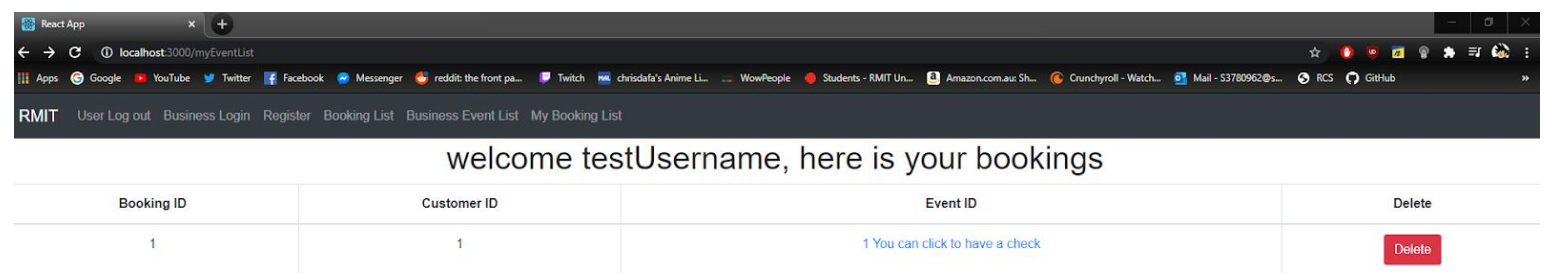 React App
localhost:3000/myEventList
Apps Google YouTube Twitter Facebook Messenger reddit: the front pa... Twitch chrisdafa's Anime Li... WowPeople Students - RMIT Un... Amazon.com.au: Sh... Crunchyroll - Watch... Mail - S3780962@s... RCS GitHub »
RMIT User Log out Business Login Register Booking List Business Event List My Booking List
welcome testUsername, here is your bookings
Booking ID Customer ID Event ID Delete
1 1 1 You can click to have a check Delete